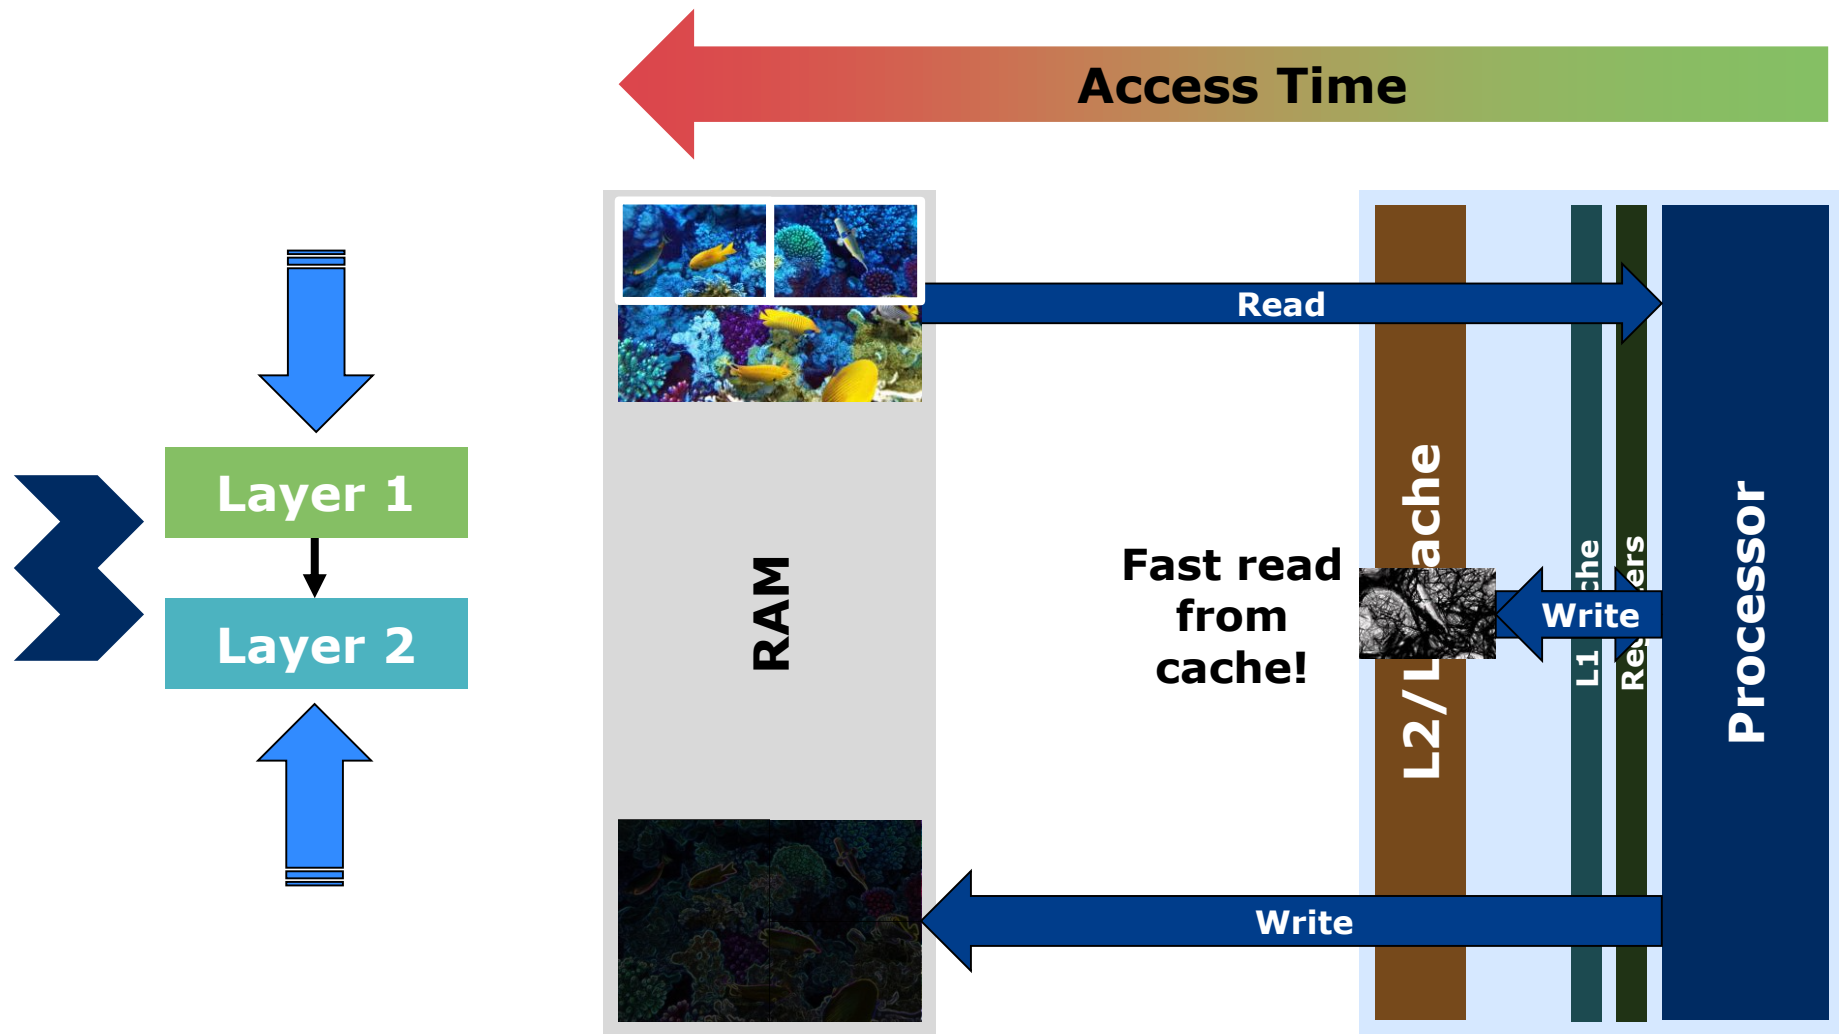 Access Time
Read
Layer 1
Layer 2
RAM
Fast read
from
cache!
Write
Processor
Write